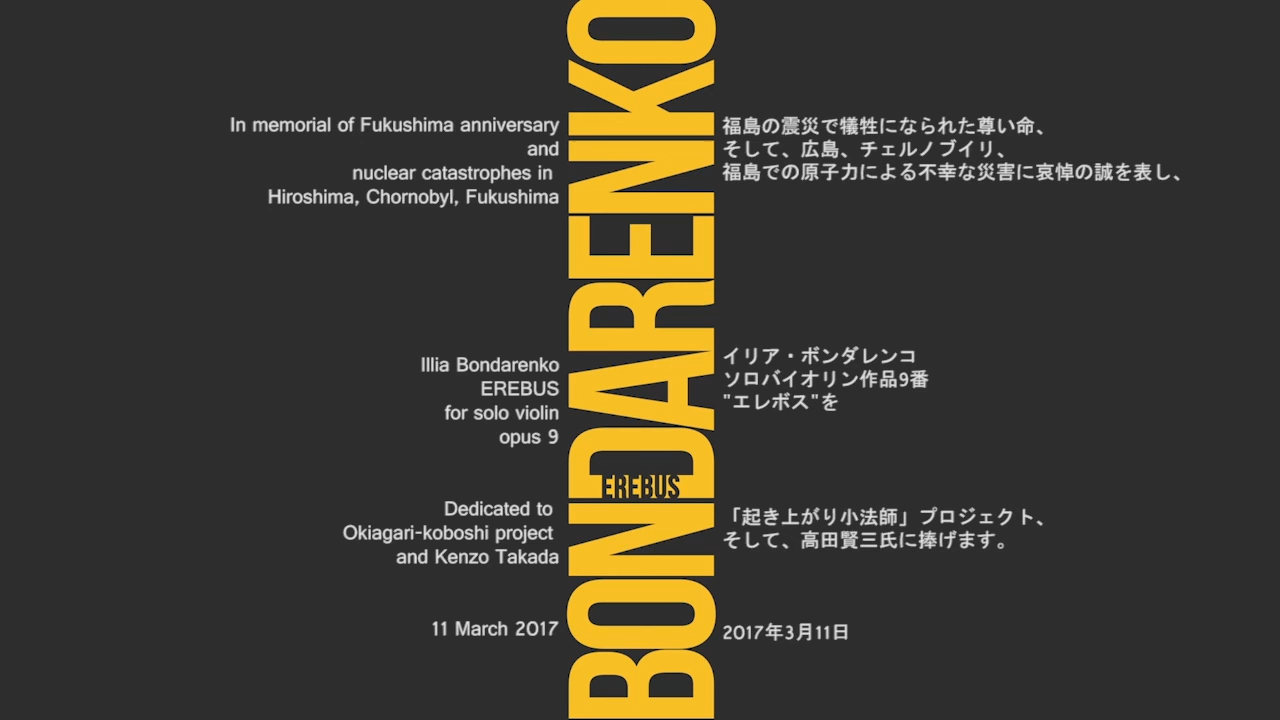 In memorial of Fukushima anniversary
and
nuclear catastrophes in
Hiroshima, Chornobyl, Fukushima
Illia Bondarenko
EREBUS
for solo violin
opus 9
Dedicated to
Okiagari-koboshi project
and Kenzo Takada
11 March 2017
BONDARENKO
EREBUS
福島の震災で犠牲になられた尊い命、
そして、広島、チェルノブイリ、
福島での原子力による不幸な災害に哀悼の誠を表し、
イリア・ボンダレンコ
ソロバイオリン作品9番
"エレボス"を
「起き上がり小法師」プロジェクト、
そして、高田賢三氏に捧げます。
2017年3月11日